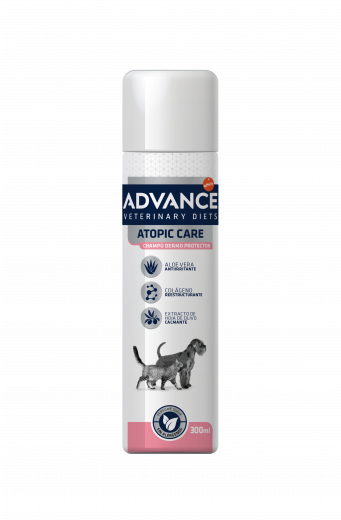 ADVANCE
VETERINARY DIETS
ATOPIC CARE
CHAMPÚ DERMO PROTECTOR
ALOE VERA
ANTIIRRITANTE
COLÁGENO
REESTRUCTURANTE
EXTRACTO DE
HOJA DE OLIVO
CALMANTE
300ml